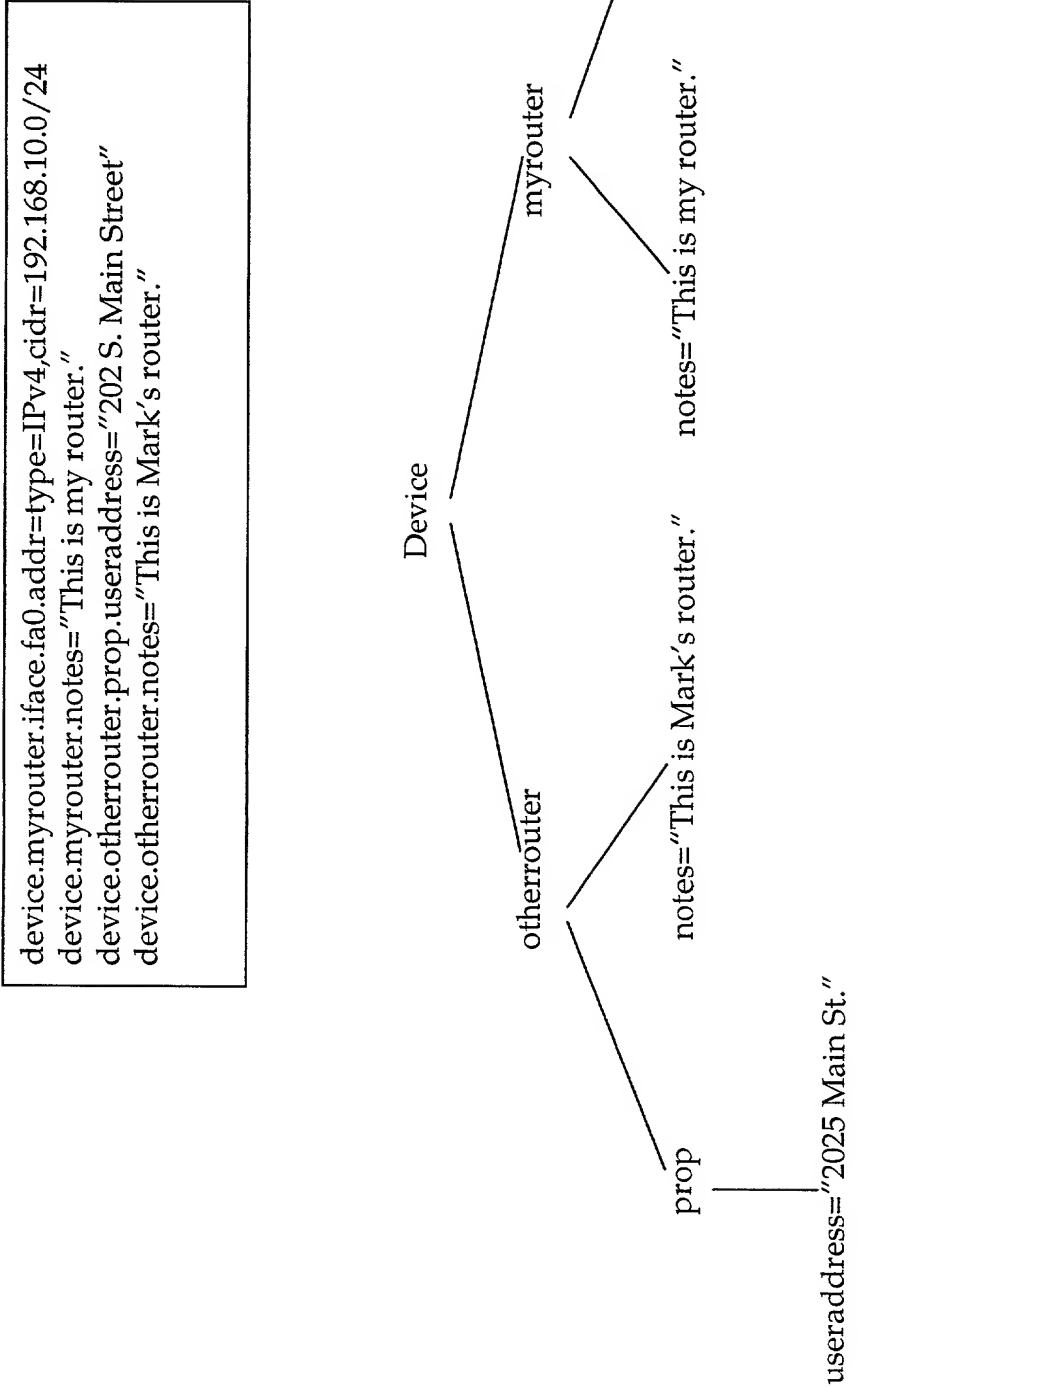 device.myrouter.iface.fa0.addr=type=IPv4,cidr=192.168.10.0/24
device.myrouter.notes="This is my router."
device.otherrouter.prop.useraddress="202 S. Main Street"
device.otherrouter.notes="This is Mark's router."
Device
otherrouter
myrouter
prop
notes="This is Mark's router."
notes="This is my router."
useraddress="2025 Main St."